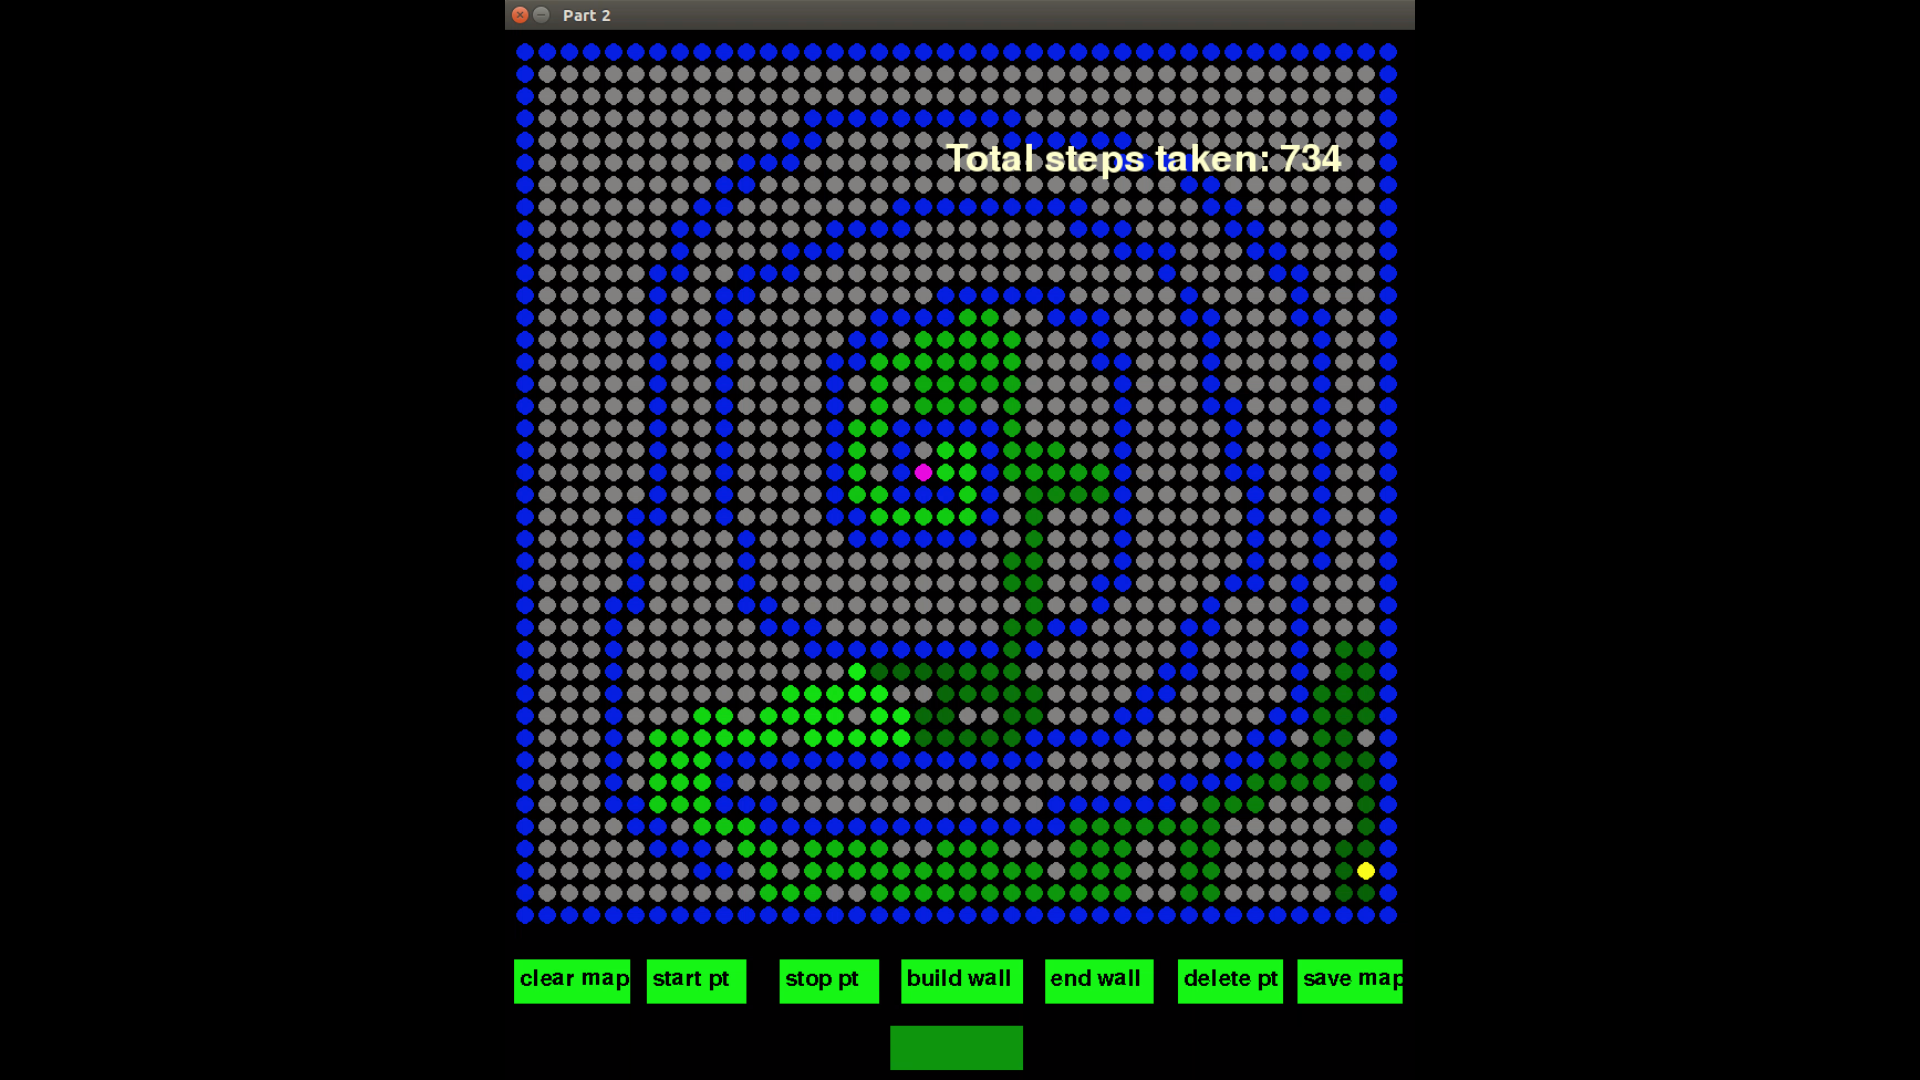 Part 2
Total steps taken: 734
clear map
start pt
stop pt
build wall
end wall
delete pt
save map